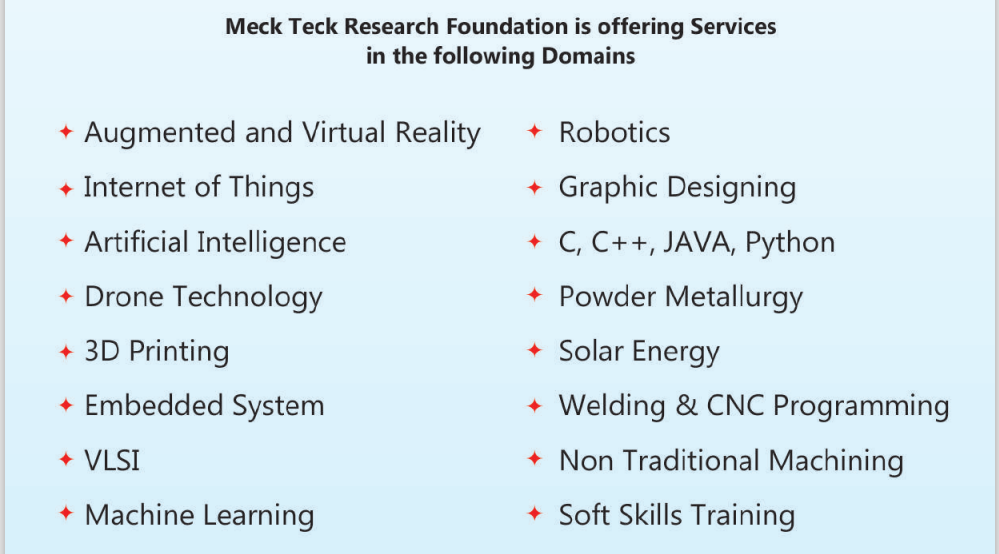 Meck Teck Research Foundation is offering Services
in the following Domains
Augmented and Virtual Reality
Internet of Things
Artificial Intelligence
Drone Technology
3D Printing
Embedded System
VLSI
Machine Learning
Robotics
Graphic Designing
C, C++, JAVA, Python
Powder Metallurgy
Solar Energy
Welding & CNC Programming
Non Traditional Machining
Soft Skills Training